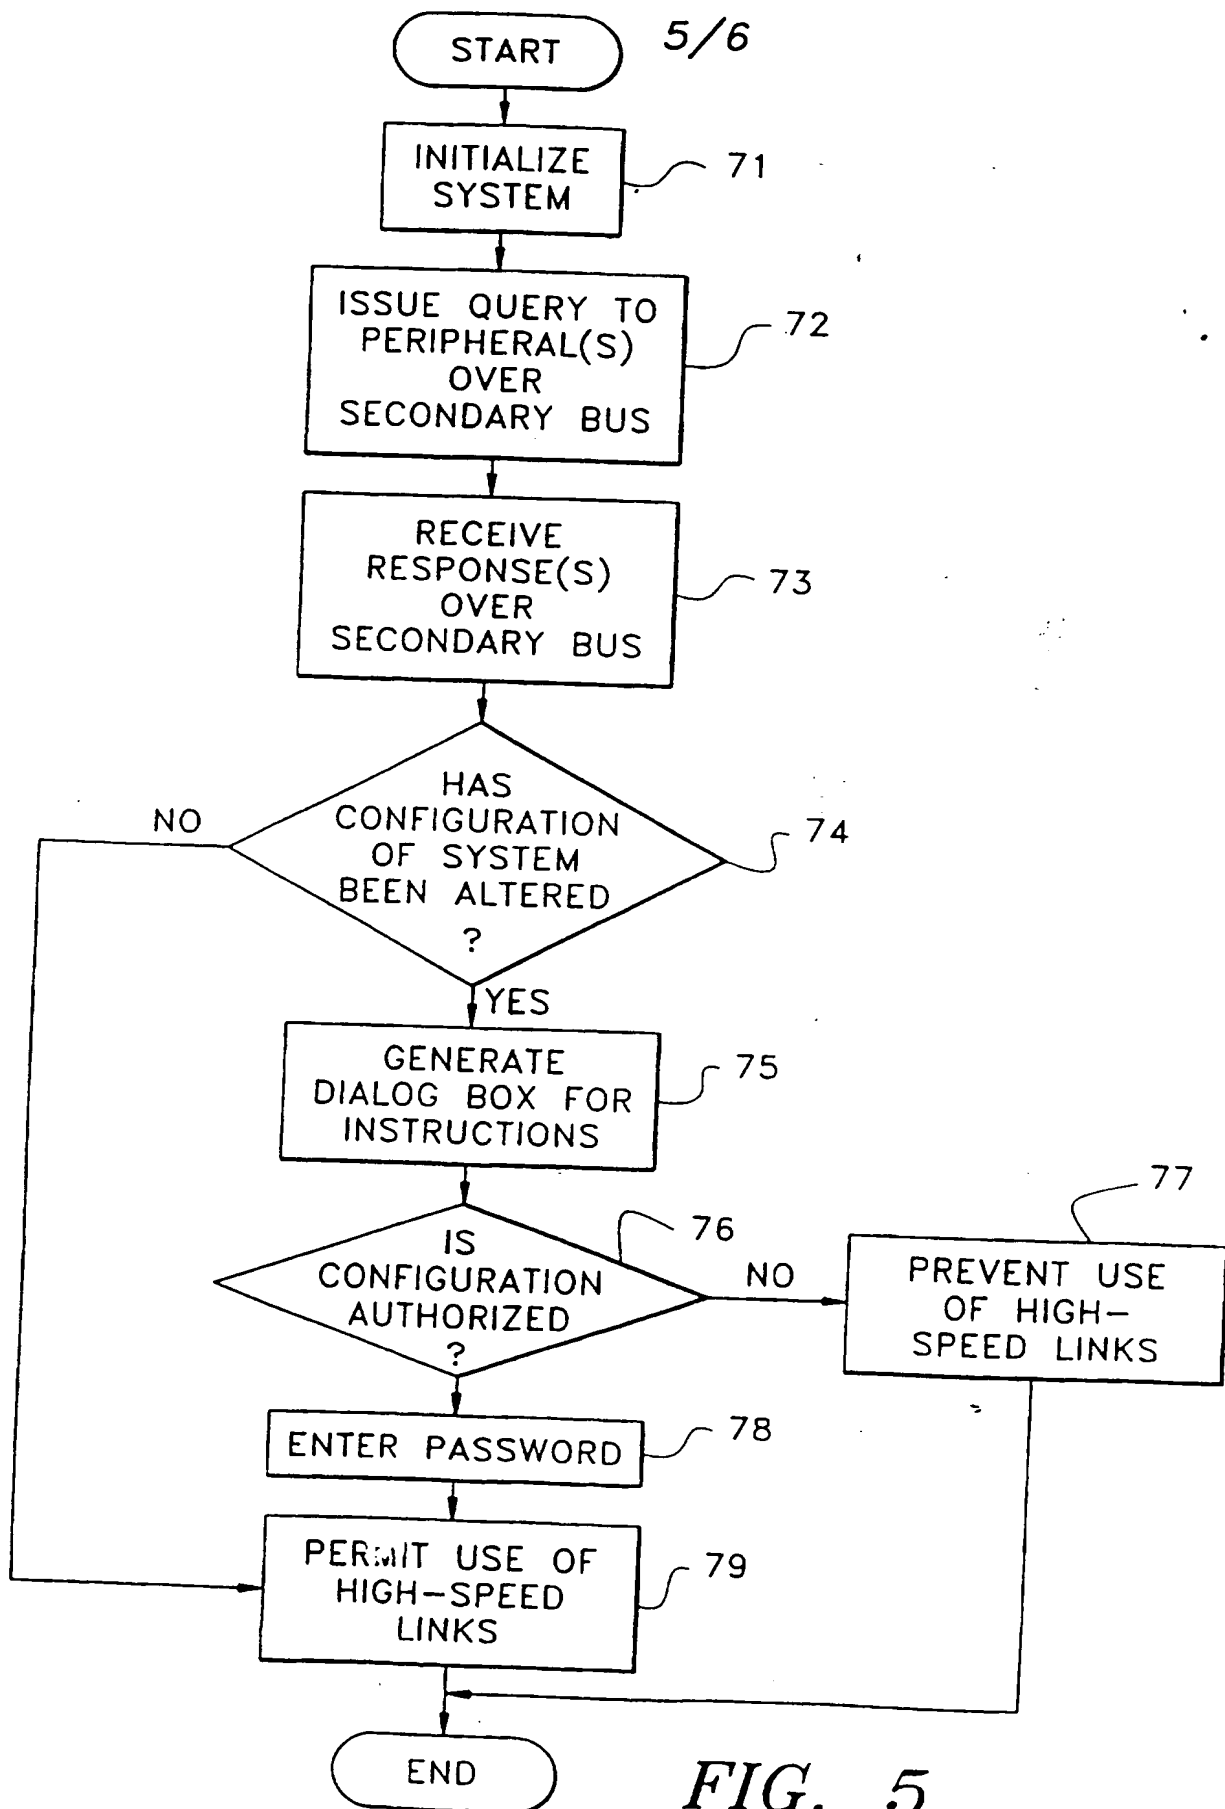 START
5/6
INITIALIZE
SYSTEM
71
ISSUE QUERY TO
PERIPHERAL(S)
OVER
SECONDARY BUS
72
RECEIVE
RESPONSE(S)
OVER
SECONDARY BUS
73
HAS
CONFIGURATION
OF SYSTEM
BEEN ALTERED
?
74
NO
YES
GENERATE
DIALOG BOX FOR
INSTRUCTIONS
75
IS
CONFIGURATION
AUTHORIZED
?
76
NO
77
PREVENT USE
OF HIGH-
SPEED LINKS
ENTER PASSWORD
78
PERMIT USE OF
HIGH-SPEED
LINKS
79
END
FIG. 5